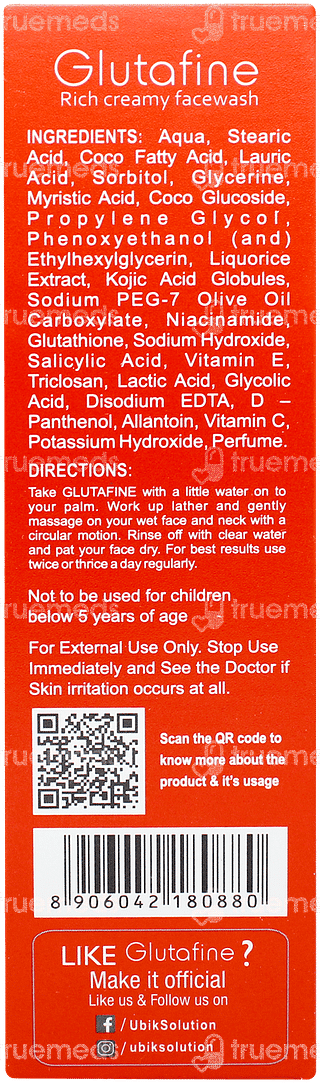 Glutafine
Rich creamy facewash
INGREDIENTS: Aqua, Stearic
Acid, Coco Fatty Acid, Lauric
Acid, Sorbitol, Glycerine,
Myristic Acid, Coco Glucoside,
Propylene Glycol,
Phenoxyethanol (and)
Ethylhexylglycerin, Liquorice
Extract, Kojic Acid Globules,
Sodium PEG-7 Olive Oil
Carboxylate, Niacinamide,
Glutathione, Sodium Hydroxide,
Salicylic Acid, Vitamin E,
Triclosan, Lactic Acid, Glycolic
Acid, Disodium EDTA, D –
Panthenol, Allantoin, Vitamin C,
Potassium Hydroxide, Perfume.
DIRECTIONS:
Take GLUTAFINE with a little water on to
your palm. Work up lather and gently
massage on your wet face and neck with a
circular motion. Rinse off with clear water
and pat your face dry. For best results use
twice or thrice a day regularly.
Not to be used for children
below 5 years of age
For External Use Only. Stop Use
Immediately and See the Doctor if
Skin irritation occurs at all.
Scan the QR code to
know more about the
product & it's usage
8 906042 180880
LIKE Glutafine?
Make it official
Like us & Follow us on
/ UbikSolution
/ ubiksolution
truemeds